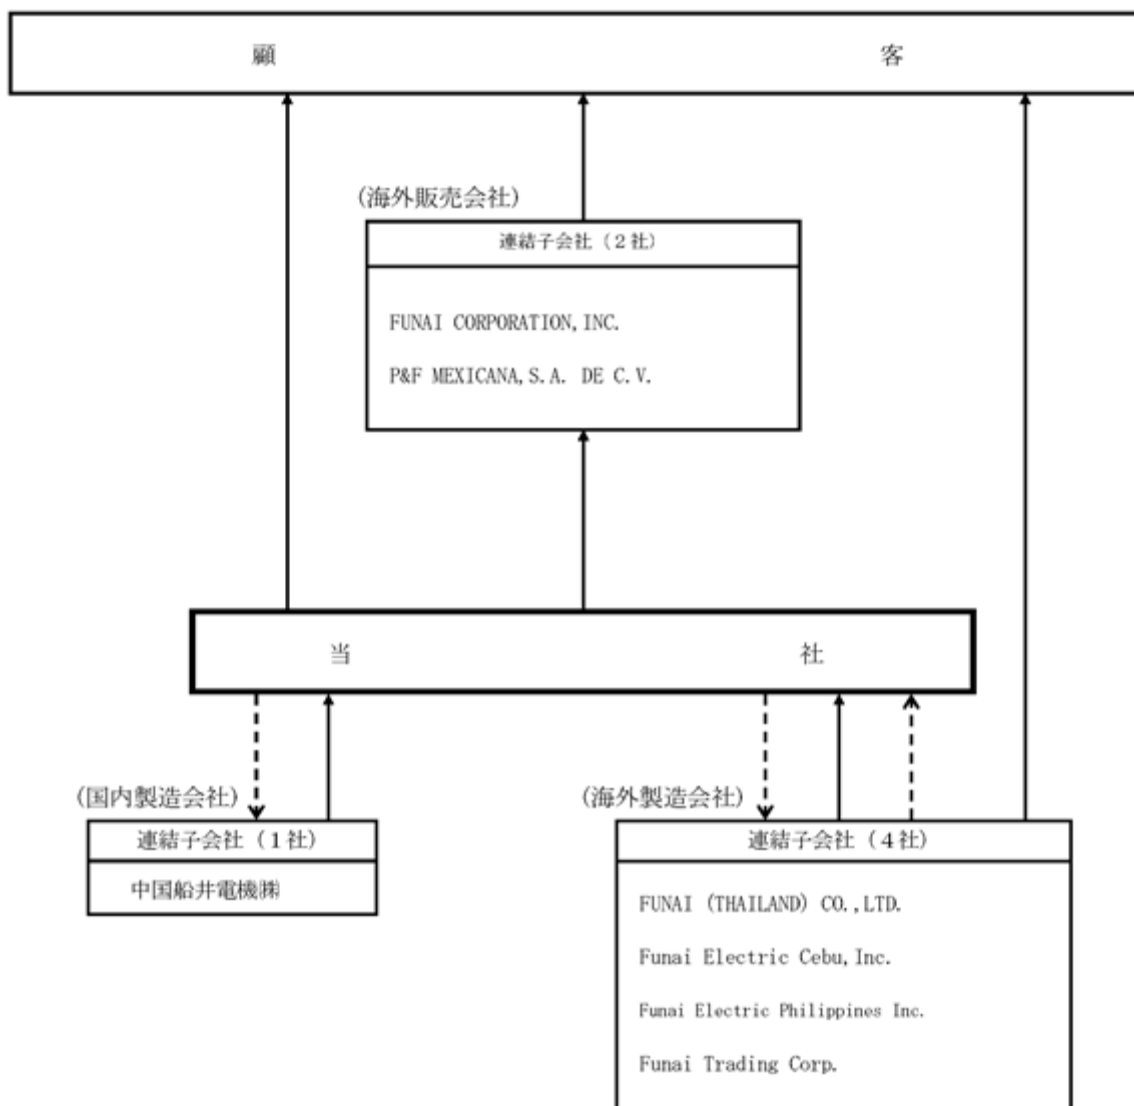 顧客
(海外販売会社)
連結子会社(2社)
FUNAI CORPORATION,INC.
P&F MEXICANA,S.A. DE C.V.
当社
(国内製造会社)
連結子会社(1社)
中国船井電機㈱
(海外製造会社)
連結子会社(4社)
FUNAI (THAILAND) CO.,LTD.
Funai Electric Cebu,Inc.
Funai Electric Philippines Inc.
Funai Trading Corp.